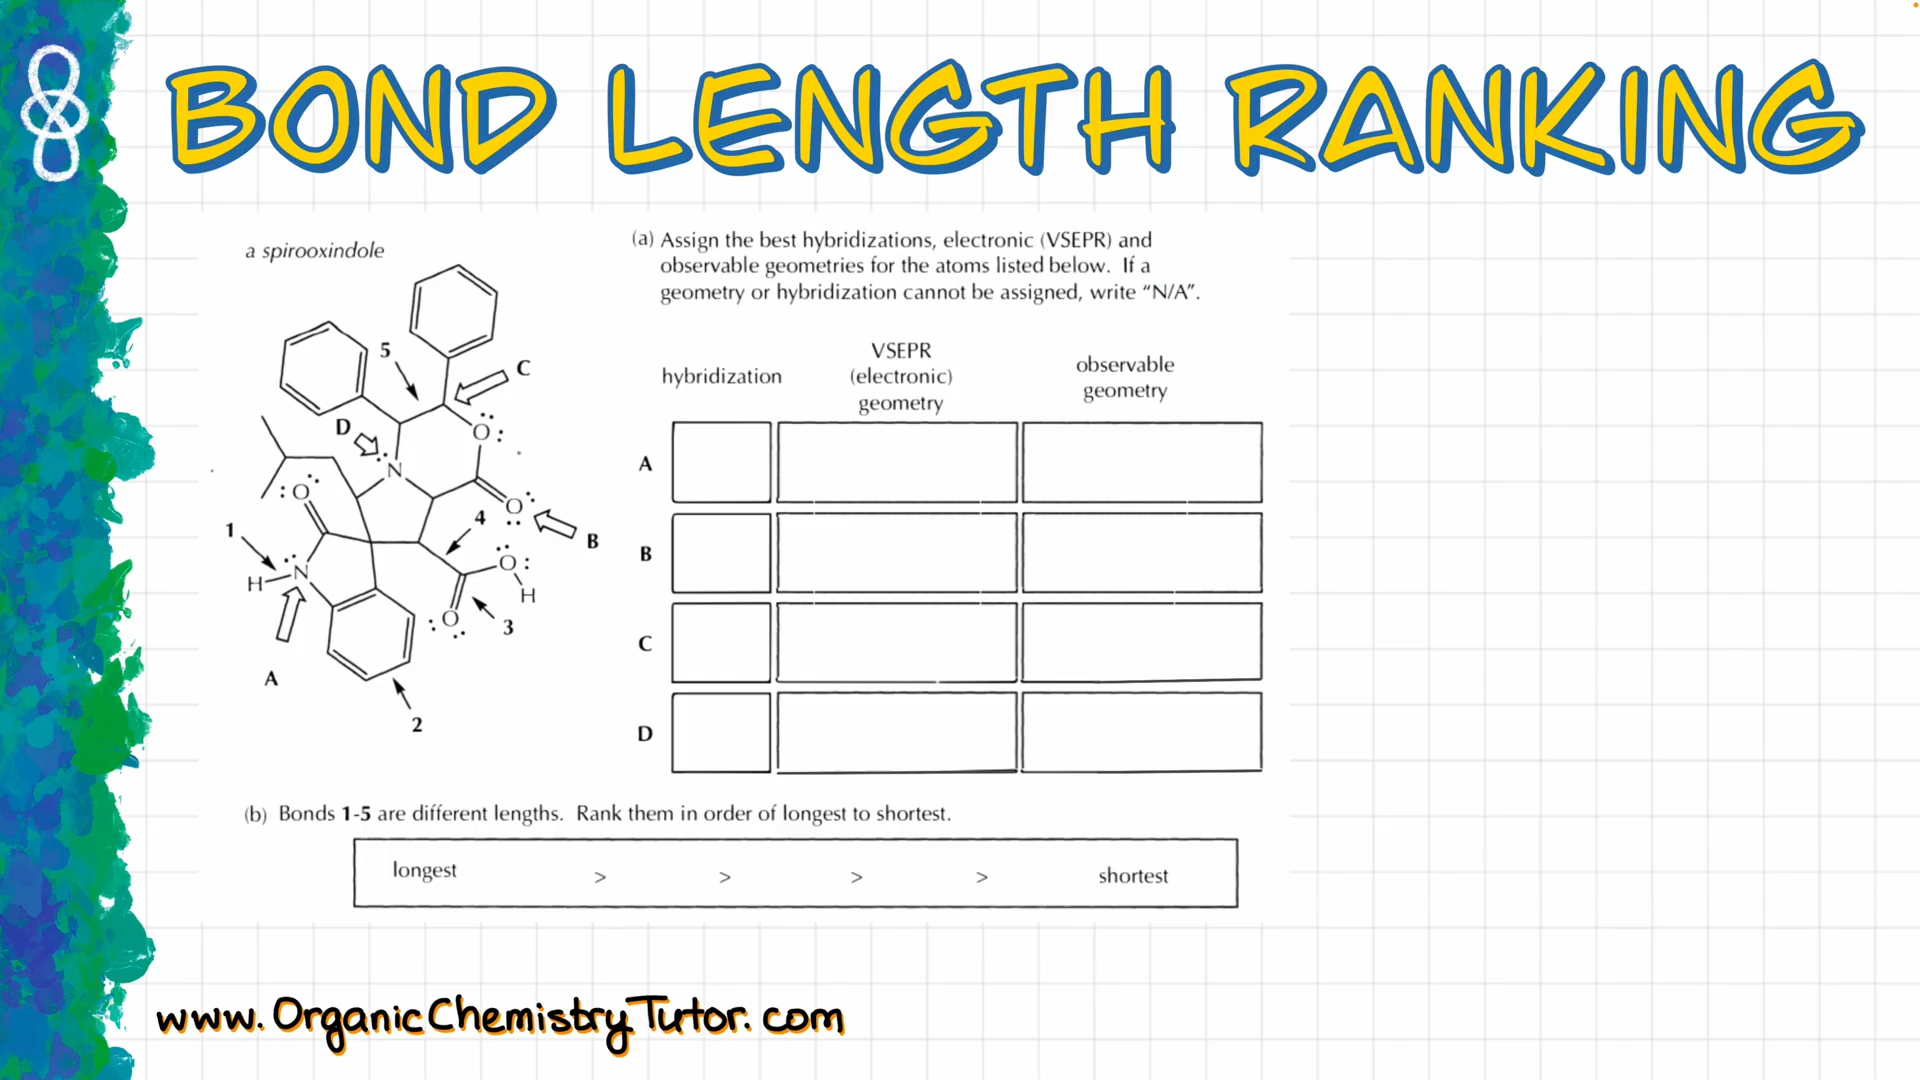 BOND LENGTH RANKING
a spirooxindole
(a) Assign the best hybridizations, electronic (VSEPR) and
observable geometries for the atoms listed below. If a
geometry or hybridization cannot be assigned, write “N/A”.
5
C
D
O
N
O
O
1
4
B
H
N
O
H
O
3
A
2
hybridization
VSEPR
(electronic)
geometry
observable
geometry
A
B
C
D
(b) Bonds 1-5 are different lengths. Rank them in order of longest to shortest.
longest > > > > shortest
www.OrganicChemistryTutor.com